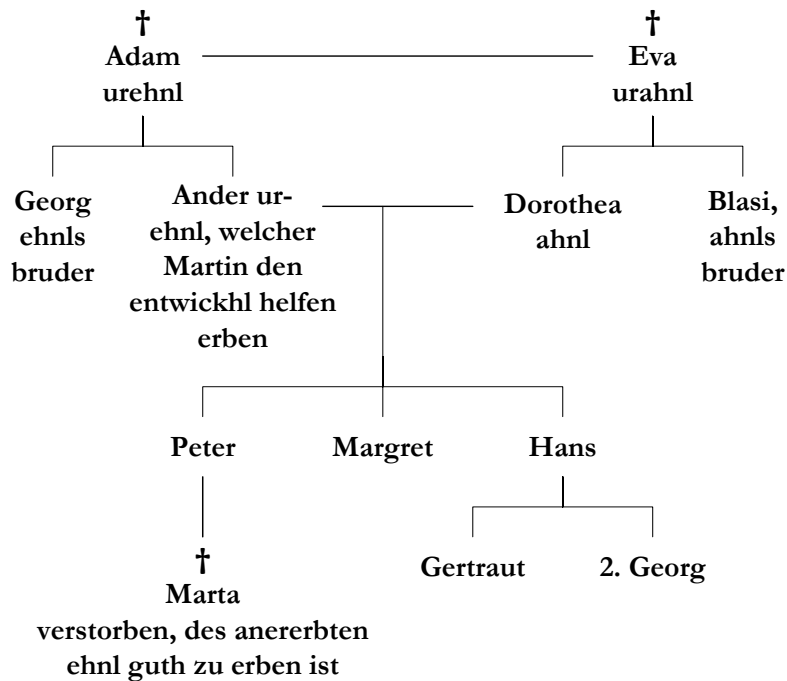 †
Adam
urehnl
†
Eva
urahnl
Georg
ehnls
bruder
Ander ur-
ehnl, welcher
Martin den
entwickhl helfen
erben
Dorothea
ahnl
Blasi,
ahnls
bruder
Peter
Margret
Hans
†
Marta
verstorben, des anererbten
ehnl guth zu erben ist
Gertraut
2. Georg